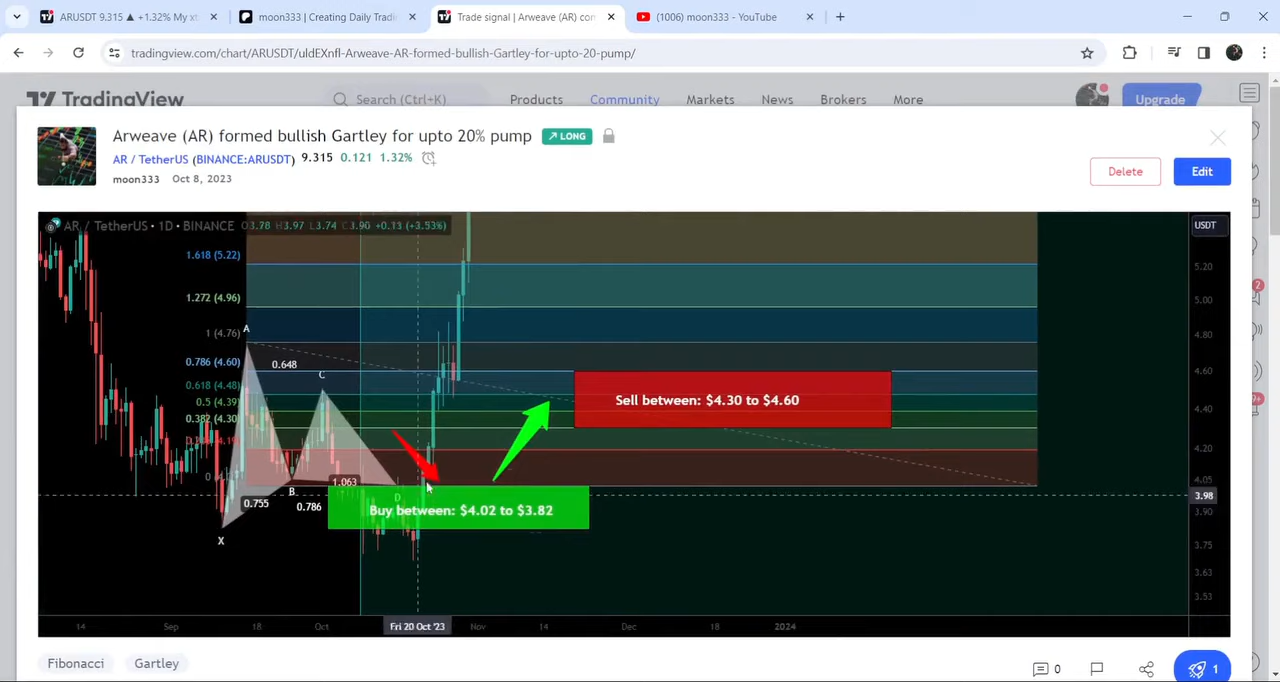 ARUSDT 9.315 ▲ +1.32% My xt
moon333 | Creating Daily Tradi
Trade
Arweave (AR) con
(1006) moon333 - YouTube
tradingview.com/chart/ARUSDT/uldEXnfl-Arweave-AR-formed-bullish-Gartley-for-upto-20-pump/
TradingView
Search (Ctrl+K)
Products
Community
Markets
News
Brokers
More
Upgrade
Arweave (AR) formed bullish Gartley for upto 20% pump
LONG
AR / TetherUS (BINANCE:ARUSDT) 9.315 0.121 1.32%
moon333 Oct 8, 2023
Delete
Edit
AR / TetherUS • 1D • BINANCE O3.78 H3.97 L3.74 C3.90 +0.13 (+3.53%)
USDT
1.618 (5.22)
1.272 (4.96)
1 (4.76)
0.786 (4.60)
0.618 (4.48)
0.5 (4.39)
0.382 (4.30)
A
0.648
C
B
X
D
0.755
0.786
1.063
Sell between: $4.30 to $4.60
Buy between: $4.02 to $3.82
5.20
5.00
4.80
4.60
4.40
4.20
4.05
3.98
3.90
3.75
3.63
3.53
14
Sep
18
Oct
Fri 20 Oct '23
Nov
14
Dec
18
2024
Fibonacci
Gartley
0
1
2